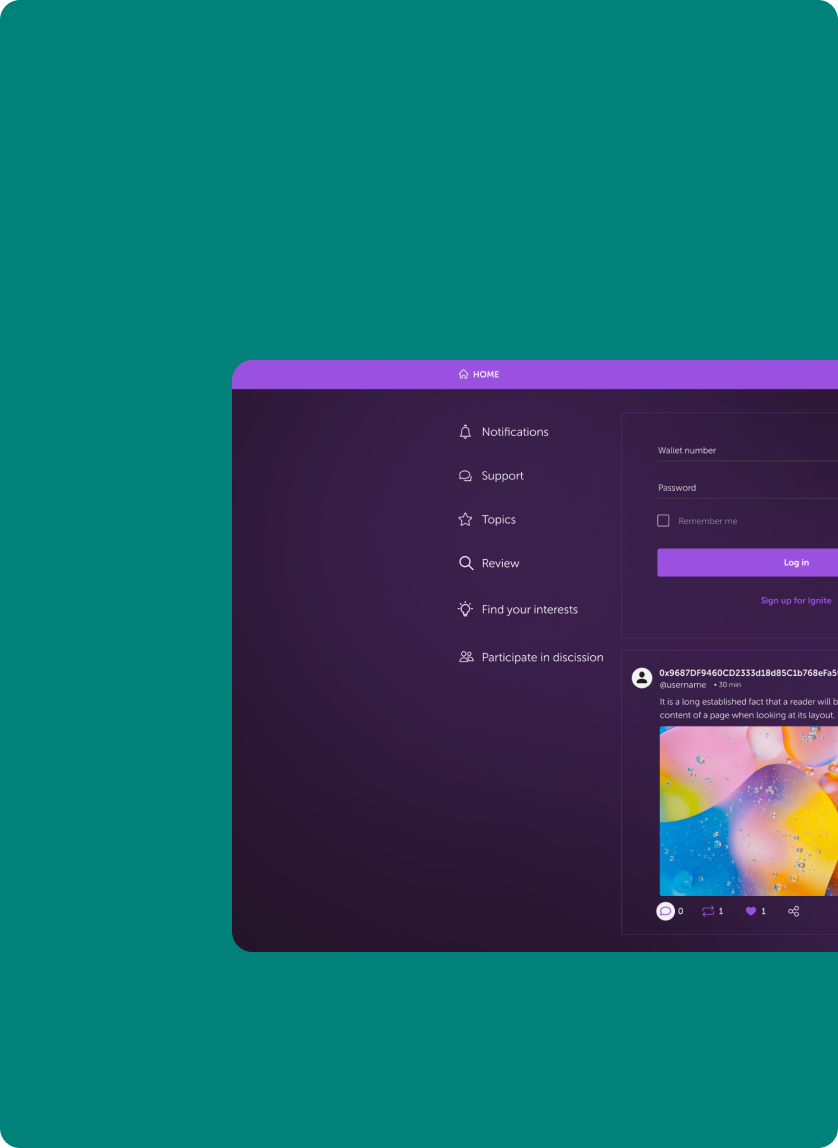 HOME
Notifications
Support
Topics
Review
Find your interests
Participate in discission
Wallet number
Password
Remember me
Log in
Sign up for Ignite
0x9687DF9460CD2333d18d85C1b768eFa5
@username • 30 min
It is a long established fact that a reader will
content of a page when looking at its layout.
0 1 1